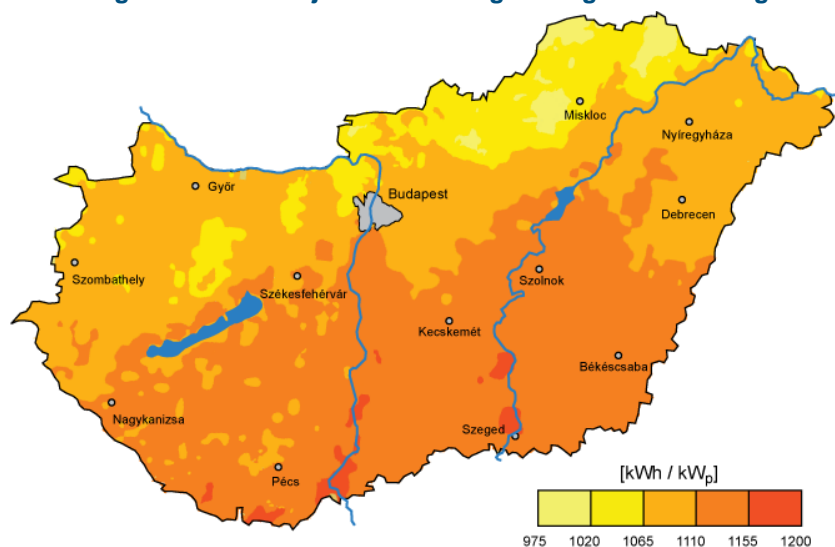 Miskloc
Nyíregyháza
Győr
Budapest
Debrecen
Szombathely
Székesfehérvár
Szolnok
Kecskemét
Békéscsaba
Nagykanizsa
Szeged
Pécs
[kWh / kWp]
975 1020 1065 1110 1155 1200